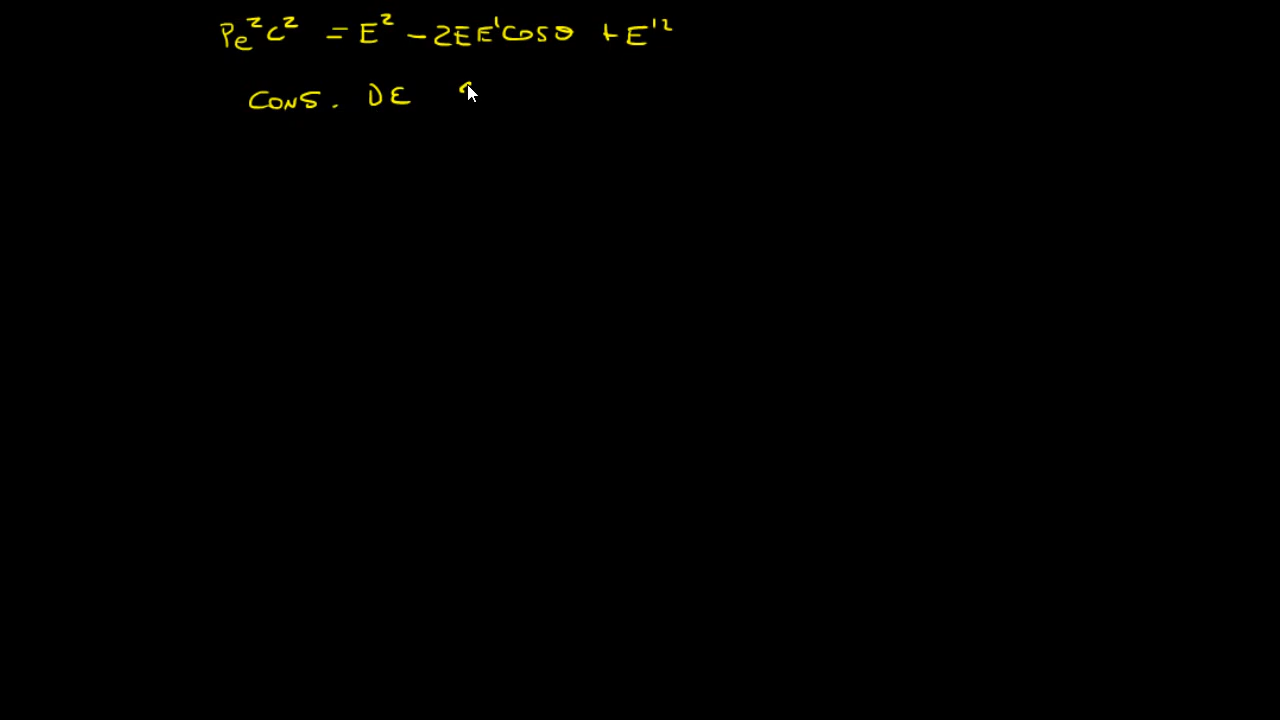 Pe²c² = E² - 2EE'cosθ + E'²
CONS. DE